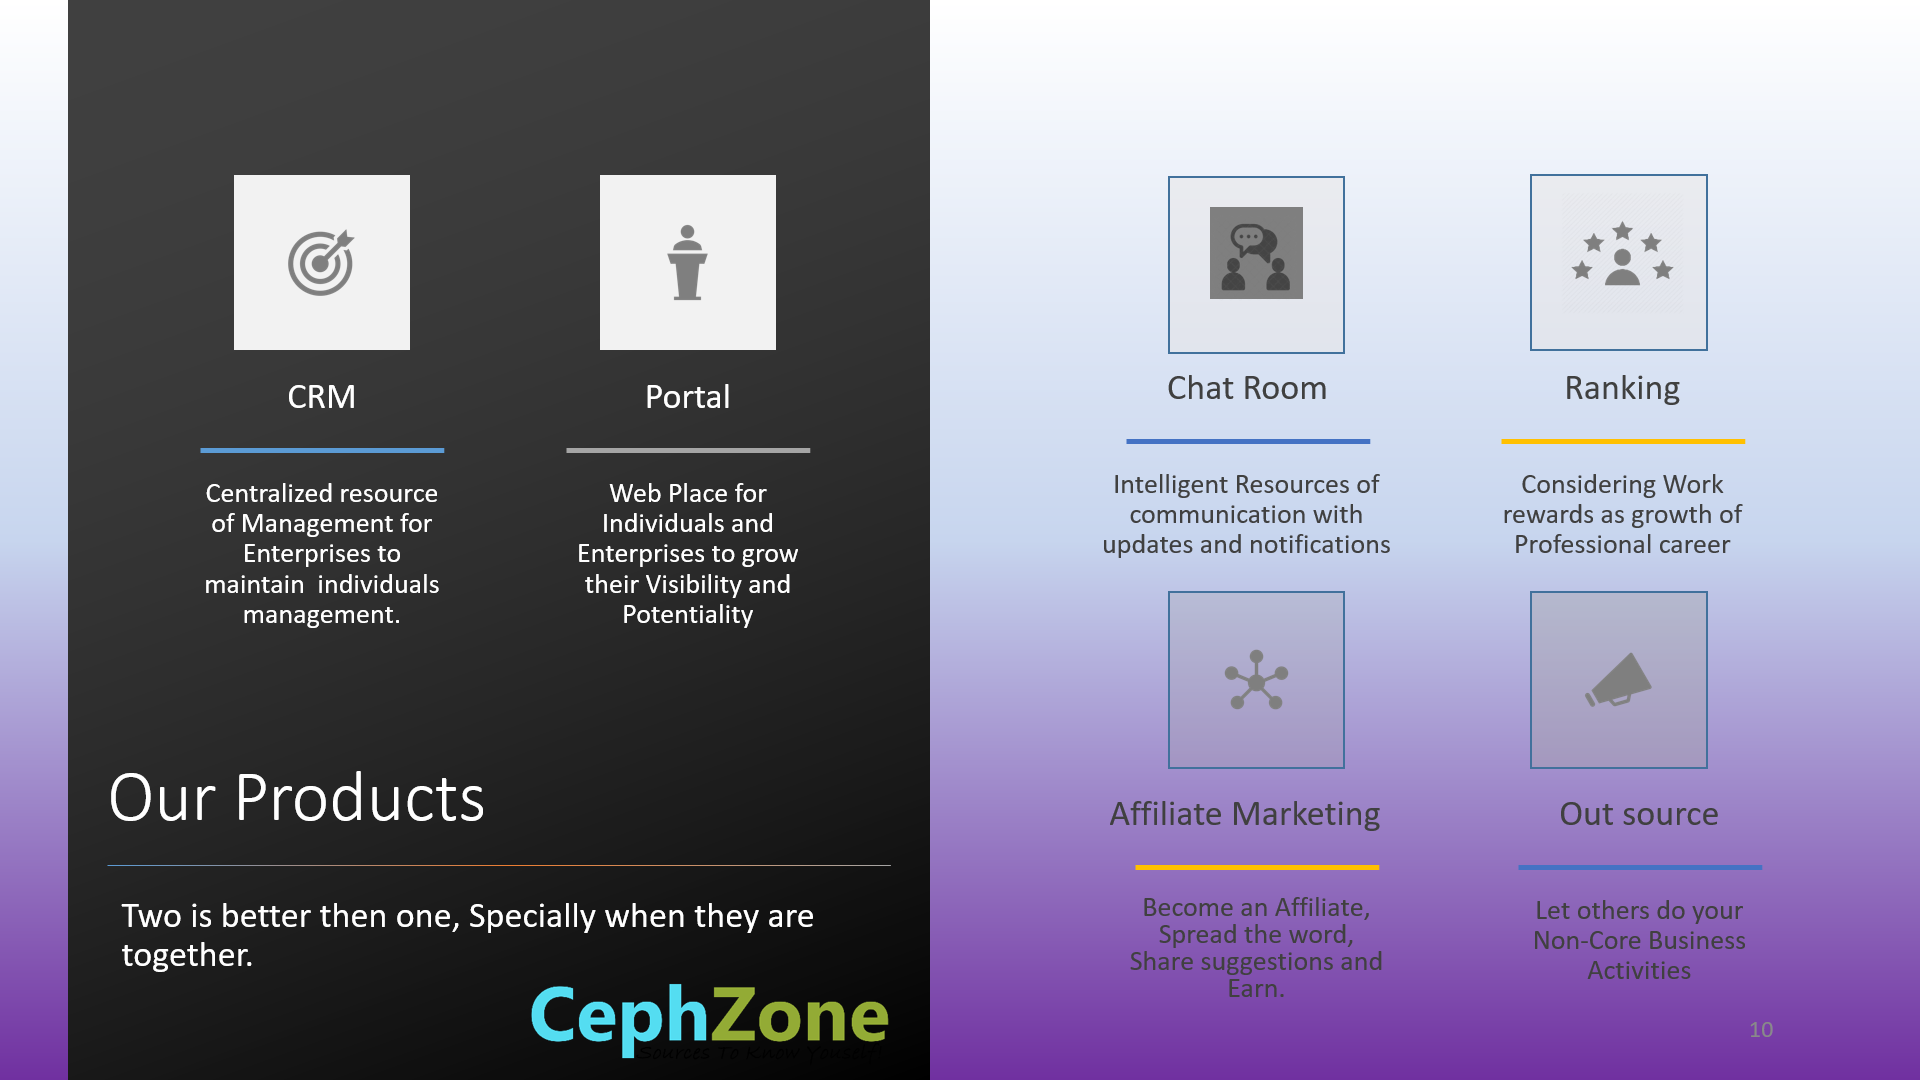 CRM
Centralized resource
of Management for
Enterprises to
maintain  individuals
management.
Portal
Web Place for
Individuals and
Enterprises to grow
their Visibility and
Potentiality
Our Products
Two is better then one, Specially when they are
together.
CephZone
Sources To Know
Chat Room
Intelligent Resources of
communication with
updates and notifications
Ranking
Considering Work
rewards as growth of
Professional career
Affiliate Marketing
Become an Affiliate,
Spread the word,
Share suggestions and
Earn.
Out source
Let others do your
Non-Core Business
Activities
10